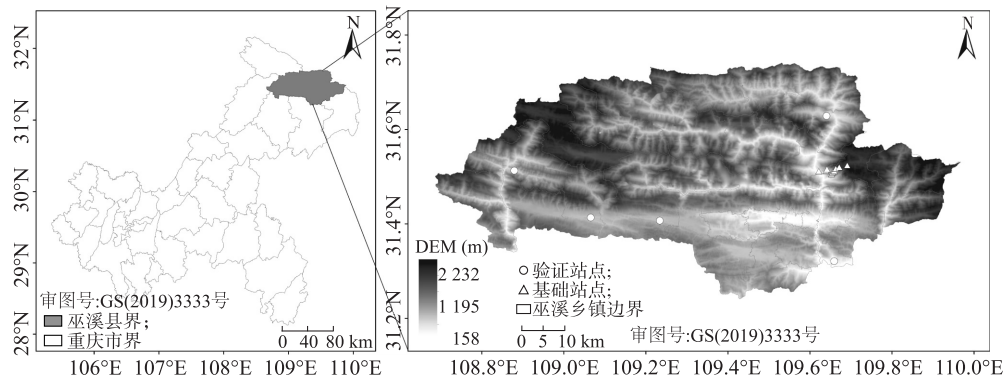 N
32°N
31°N
30°N
29°N
28°N
审图号:GS(2019)3333号
巫溪县界;
重庆市界
0 40 80 km
106°E 107°E 108°E 109°E 110°E
N
31.8°N
31.6°N
31.4°N
31.2°N
DEM (m)
2 232
1 195
158
验证站点;
基础站点;
巫溪乡镇边界
0 5 10 km
审图号:GS(2019)3333号
108.8°E 109.0°E 109.2°E 109.4°E 109.6°E 109.8°E 110.0°E